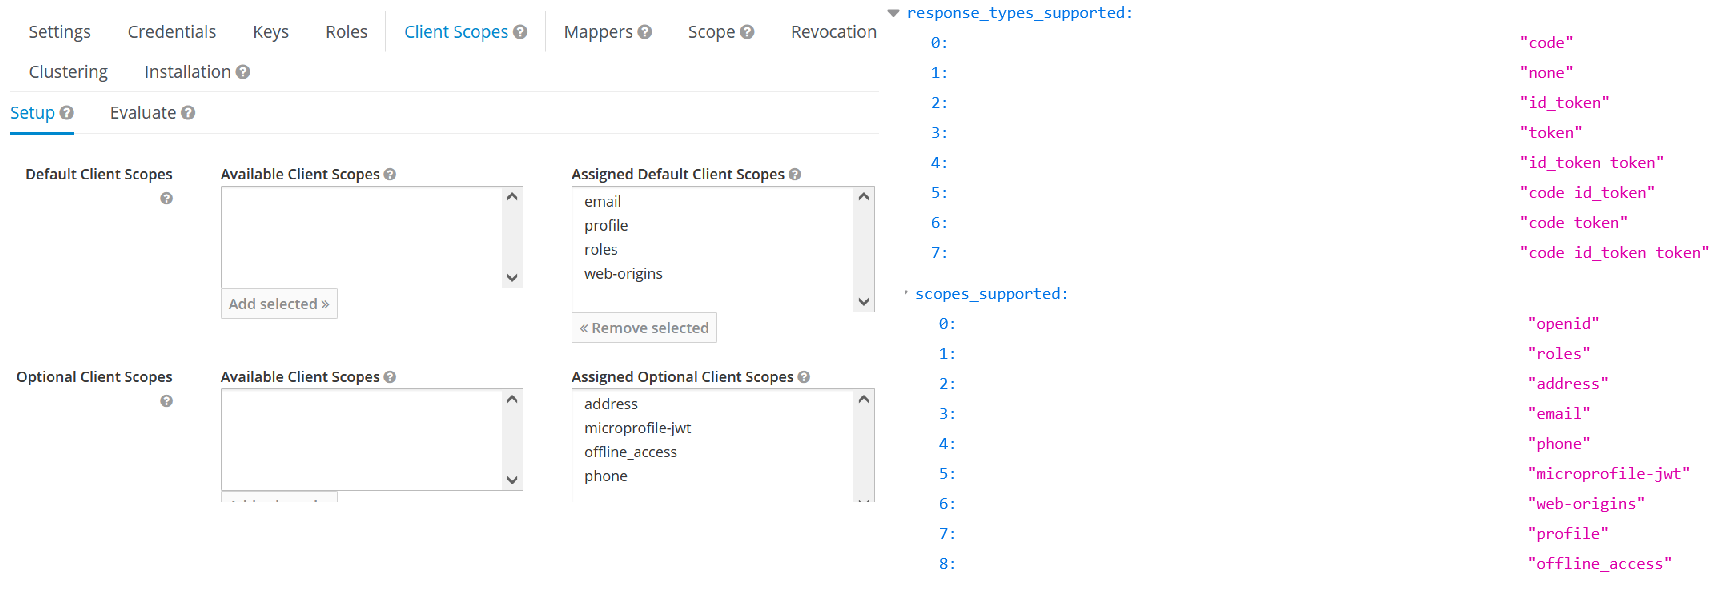 Settings Credentials Keys Roles Client Scopes Mappers Scope Revocation
Clustering Installation
Setup Evaluate
Default Client Scopes
Available Client Scopes
Add selected »
Assigned Default Client Scopes
email
profile
roles
web-origins
« Remove selected
Optional Client Scopes
Available Client Scopes
Assigned Optional Client Scopes
address
microprofile-jwt
offline_access
phone
response_types_supported:
0: "code"
1: "none"
2: "id_token"
3: "token"
4: "id_token token"
5: "code id_token"
6: "code token"
7: "code id_token token"
scopes_supported:
0: "openid"
1: "roles"
2: "address"
3: "email"
4: "phone"
5: "microprofile-jwt"
6: "web-origins"
7: "profile"
8: "offline_access"